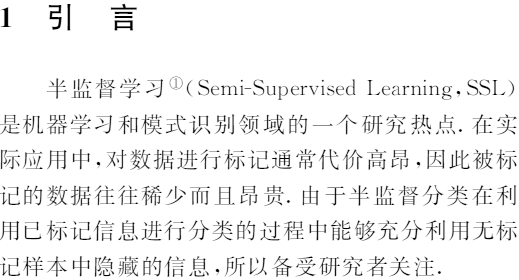 1 引 言
半监督学习①(Semi-Supervised Learning,SSL)
是机器学习和模式识别领域的一个研究热点. 在实
际应用中,对数据进行标记通常代价高昂,因此被标
记的数据往往稀少而且昂贵. 由于半监督分类在利
用已标记信息进行分类的过程中能够充分利用无标
记样本中隐藏的信息,所以备受研究者关注.